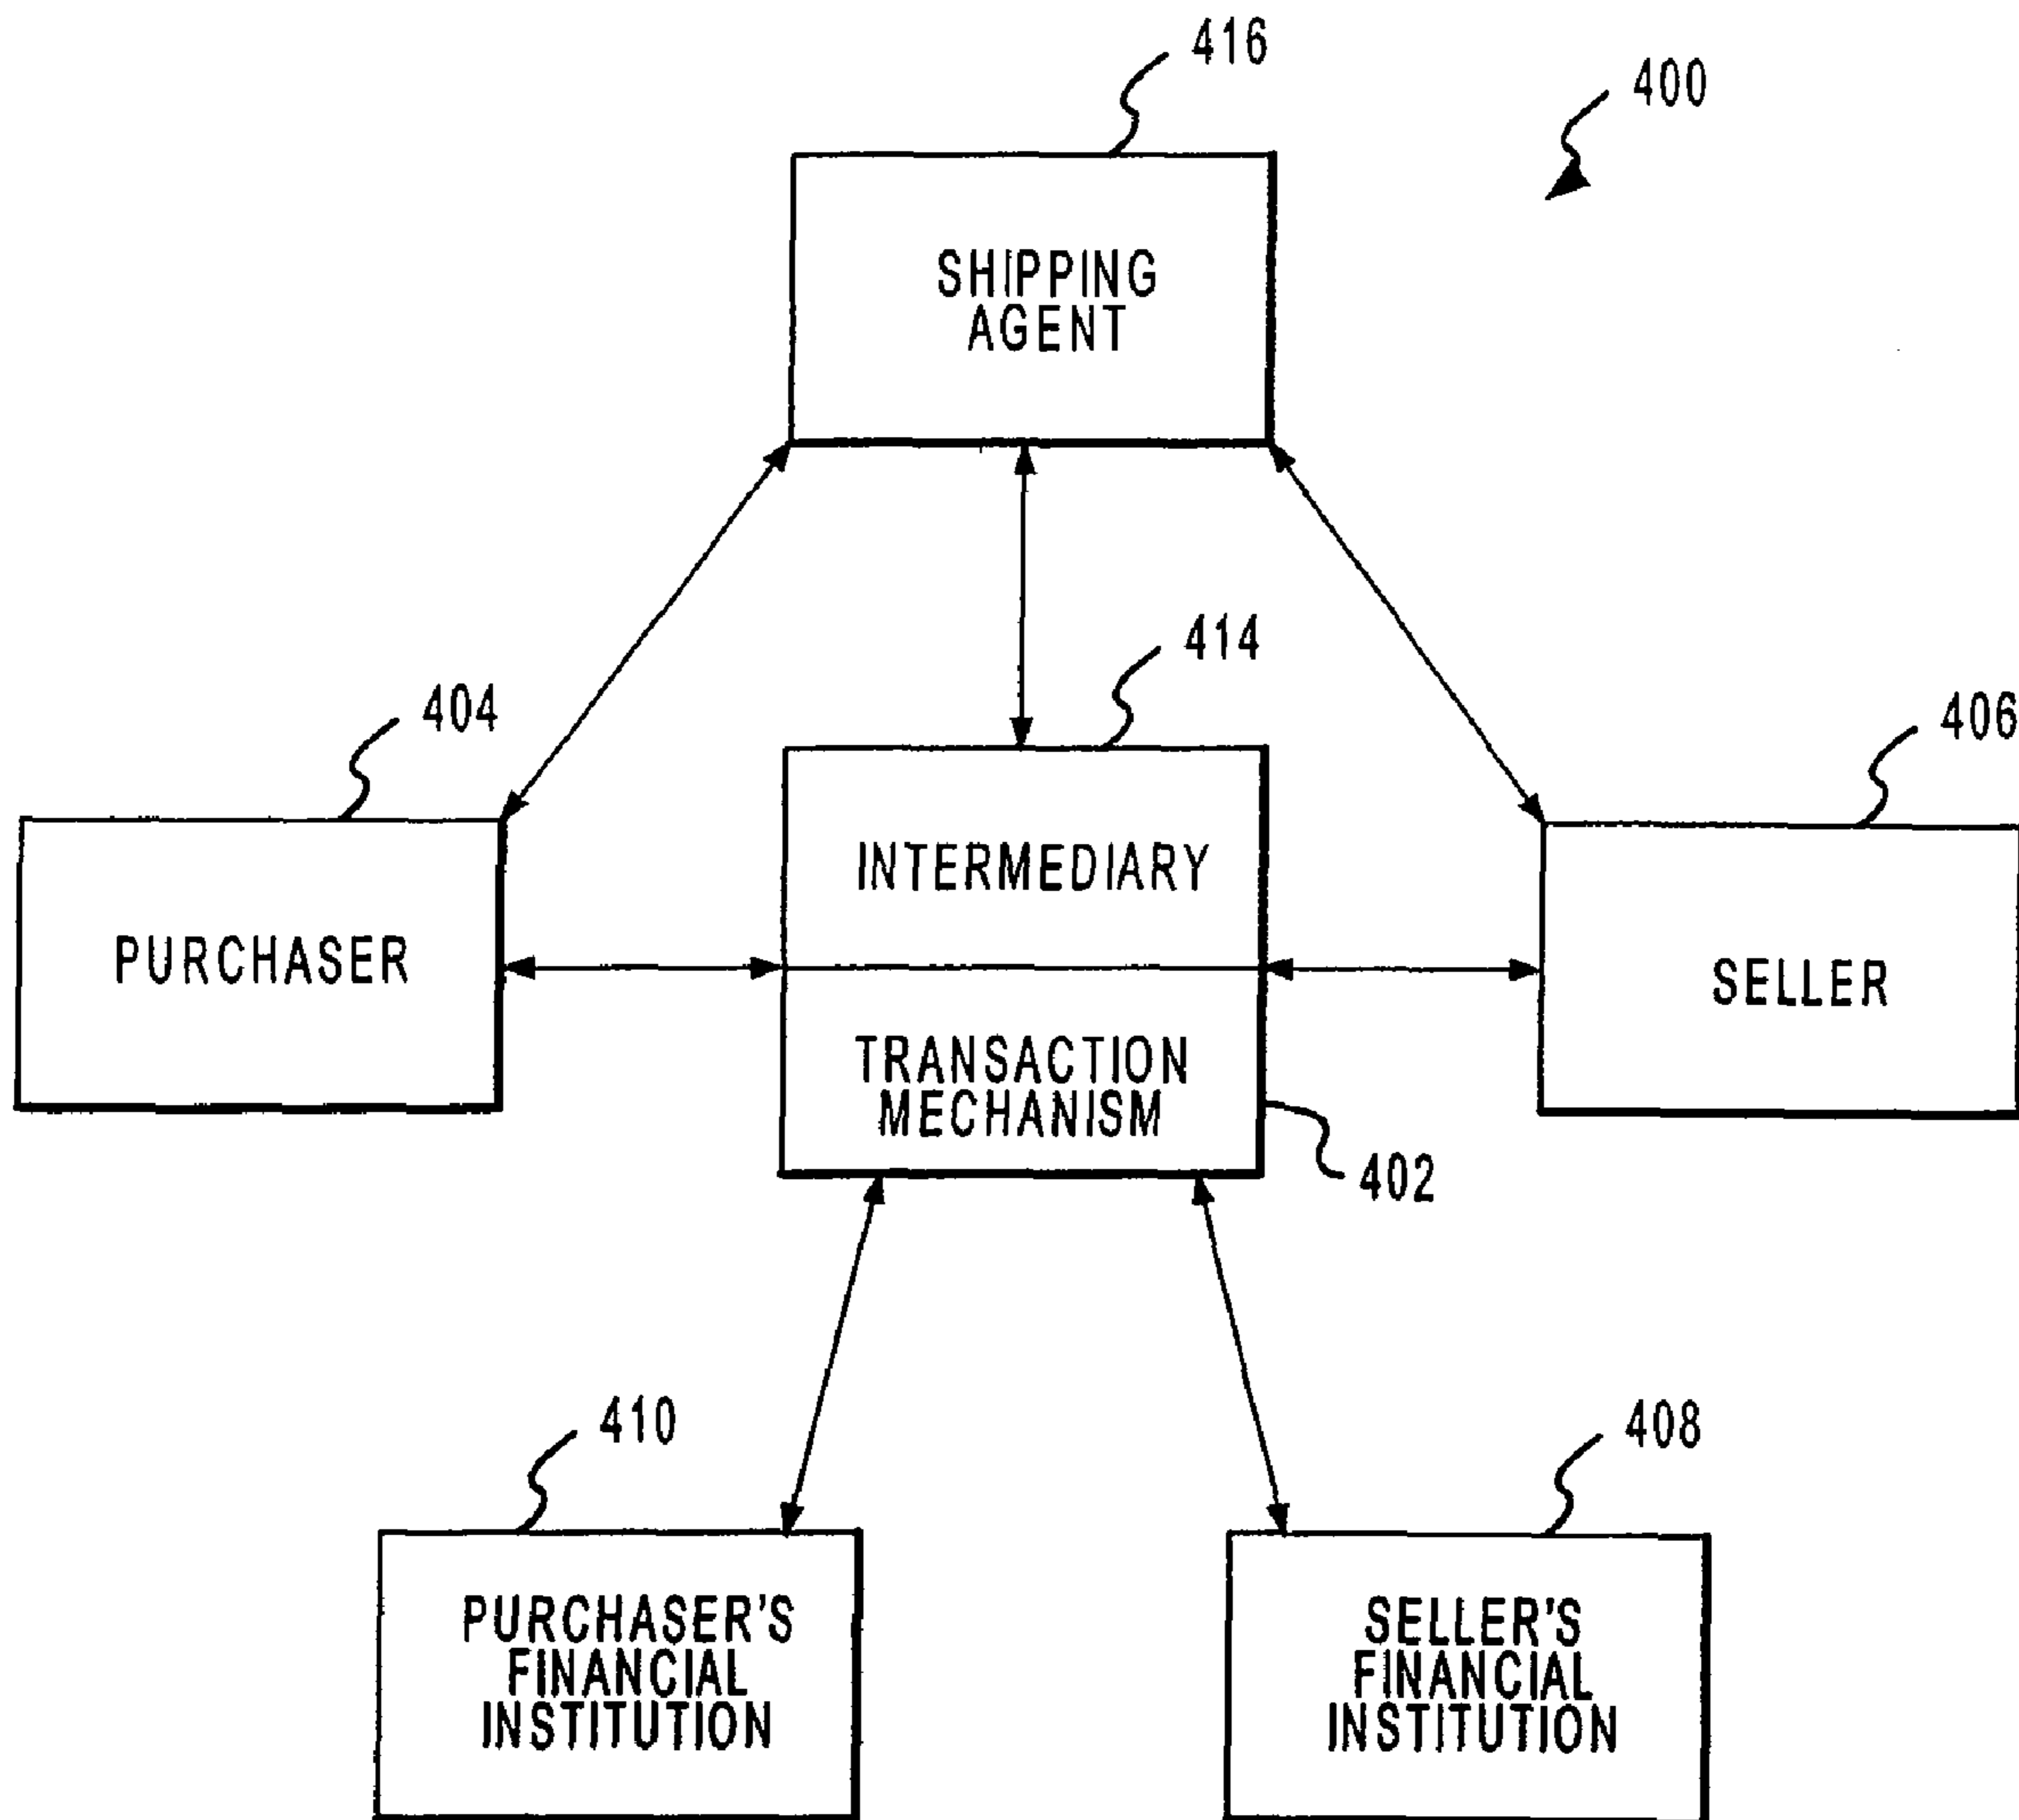 416
400
SHIPPING
AGENT
414
404
406
INTERMEDIARY
PURCHASER
SELLER
TRANSACTION
MECHANISM
402
410
408
PURCHASER'S
FINANCIAL
INSTITUTION
SELLER'S
FINANCIAL
INSTITUTION